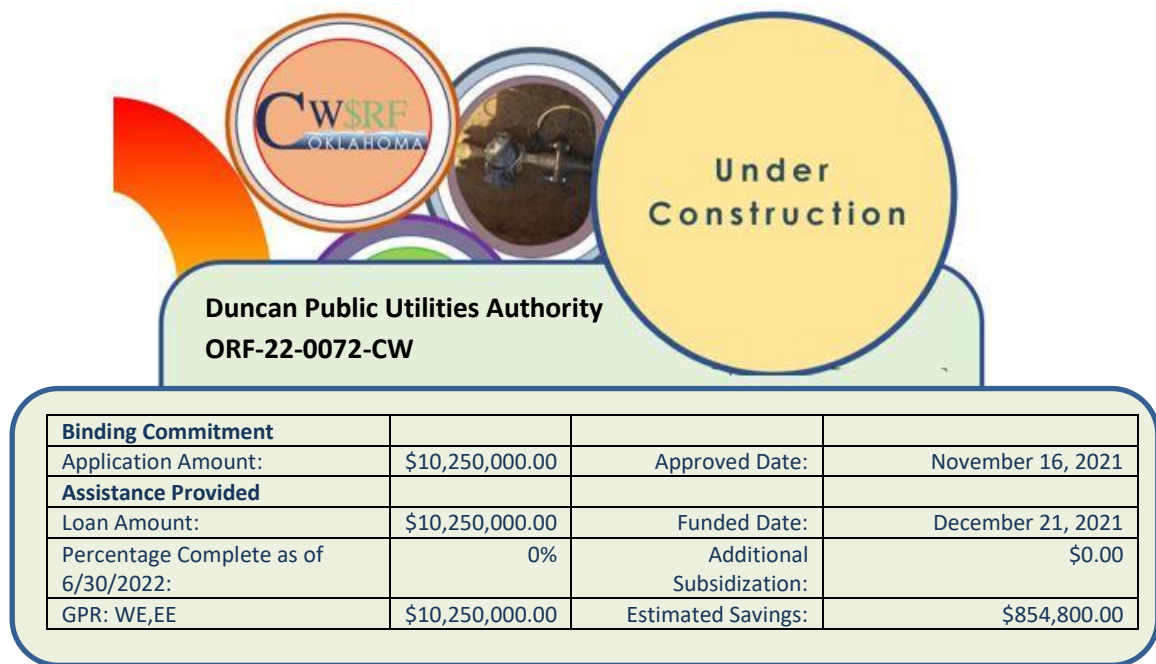 CW$RF
OKLAHOMA
Under
Construction
Duncan Public Utilities Authority
ORF-22-0072-CW
Binding Commitment
Application Amount: $10,250,000.00 Approved Date: November 16, 2021
Assistance Provided
Loan Amount: $10,250,000.00 Funded Date: December 21, 2021
Percentage Complete as of 0% Additional $0.00
6/30/2022: Subsidization:
GPR: WE,EE $10,250,000.00 Estimated Savings: $854,800.00